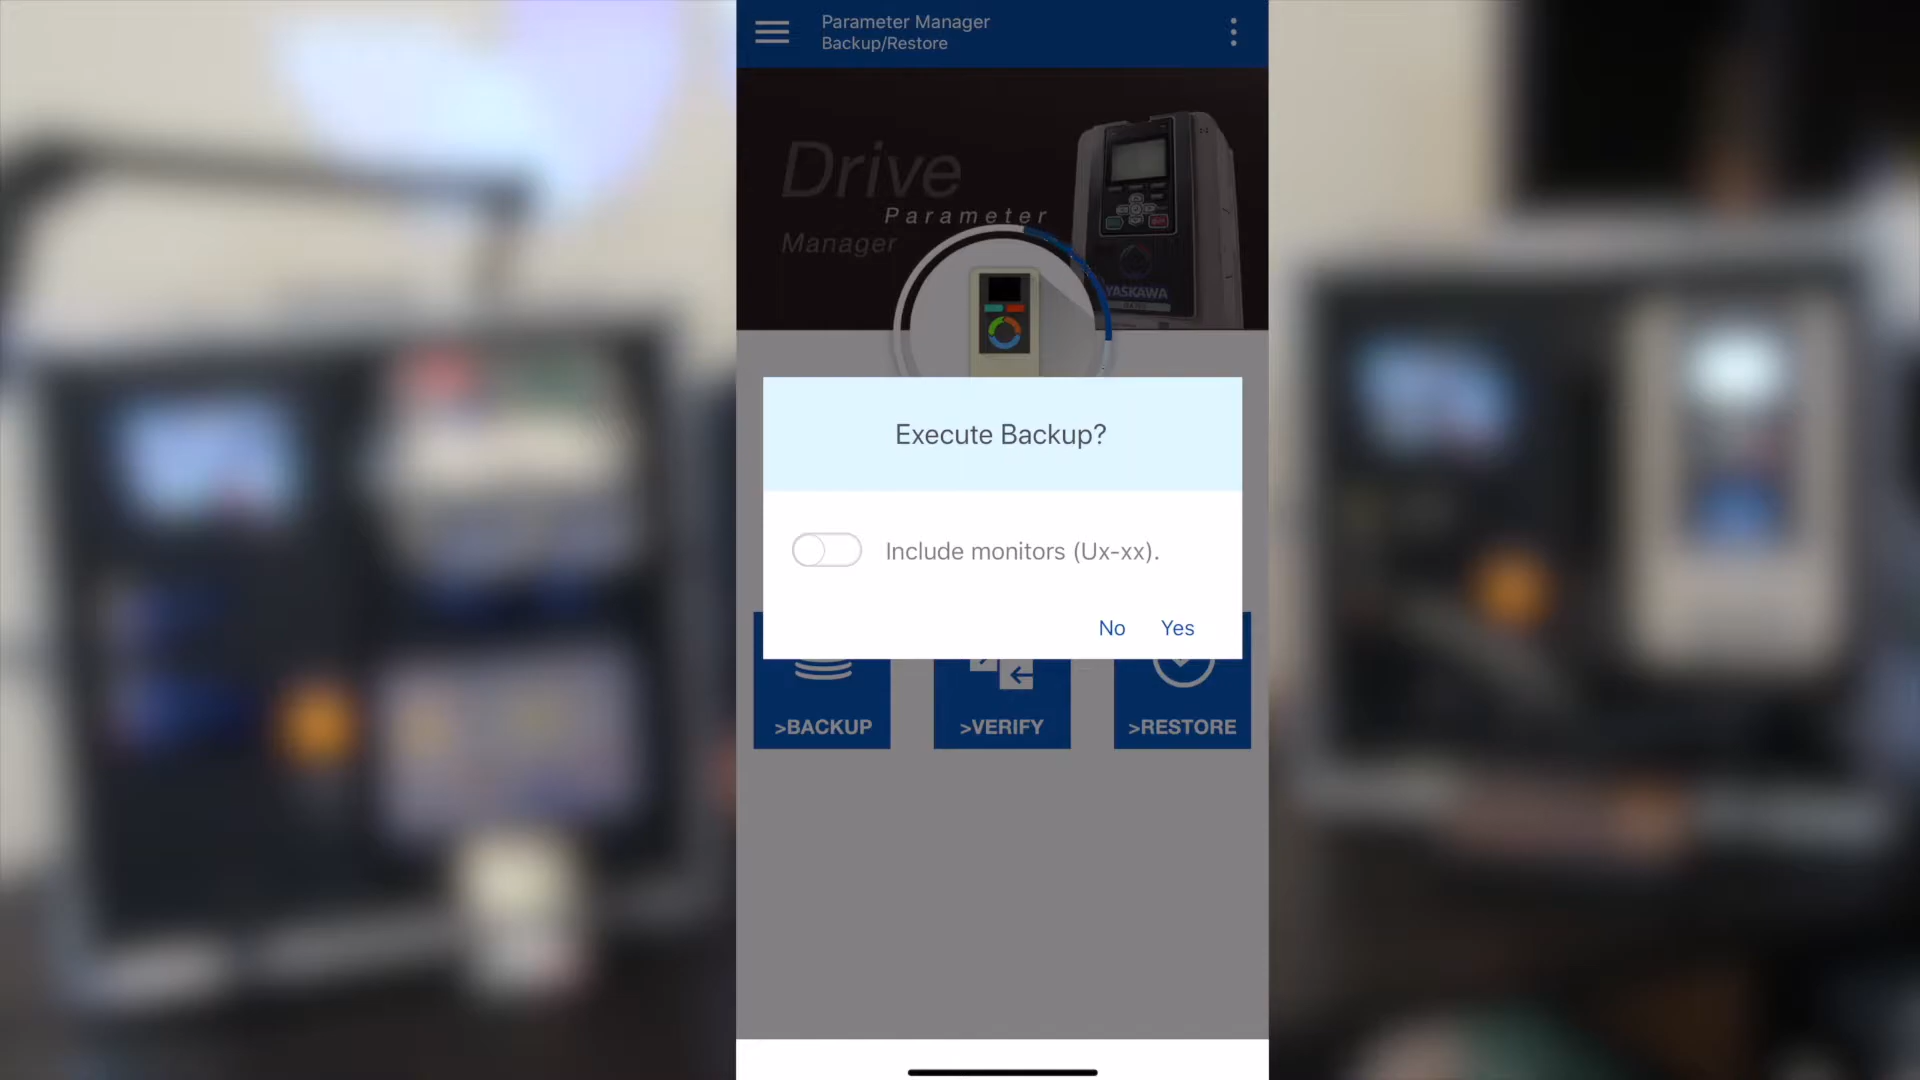 Parameter Manager
Backup/Restore
Drive
Parameter
Manager
YASKAWA
Execute Backup?
Include monitors (Ux-xx).
No Yes
>BACKUP
>VERIFY
>RESTORE